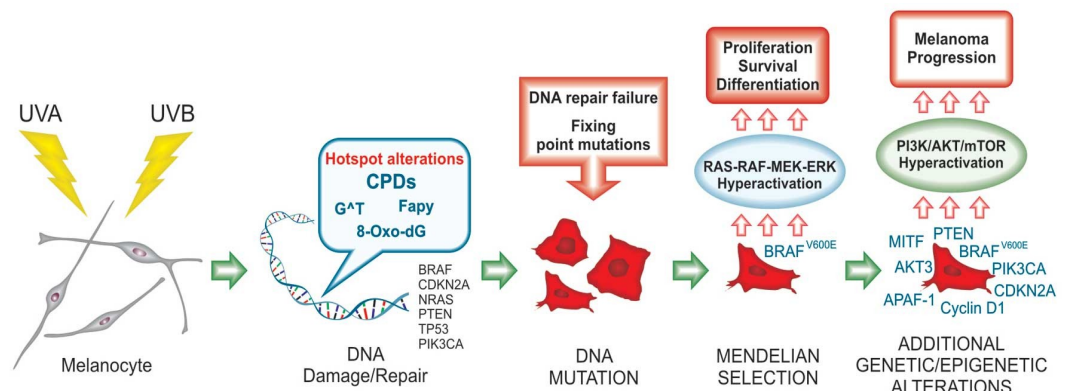 UVA
UVB
Melanocyte
Hotspot alterations
CPDs
G^T
Fapy
8-Oxo-dG
BRAF
CDKN2A
NRAS
PTEN
TP53
PIK3CA
DNA
Damage/Repair
DNA repair failure
Fixing
point mutations
DNA
MUTATION
Proliferation
Survival
Differentiation
RAS-RAF-MEK-ERK
Hyperactivation
BRAF V600E
MENDELIAN
SELECTION
Melanoma
Progression
PI3K/AKT/mTOR
Hyperactivation
MITF
PTEN
BRAF V600E
AKT3
PIK3CA
CDKN2A
APAF-1
Cyclin D1
ADDITIONAL
GENETIC/EPIGENETIC
ALTERATIONS